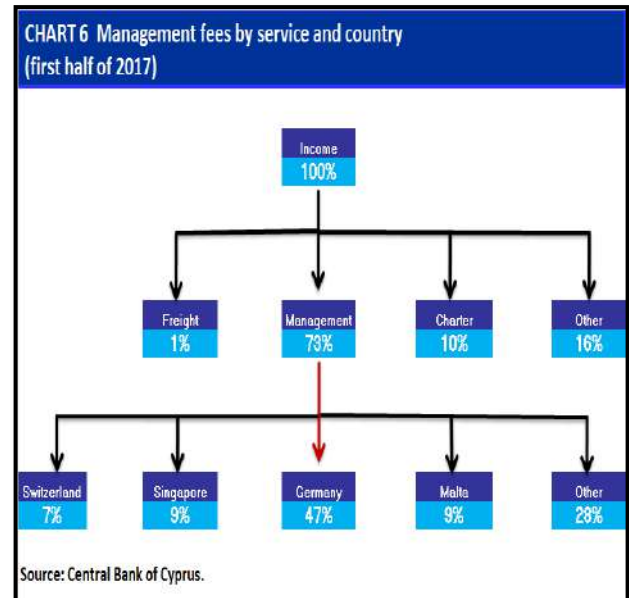 CHART 6 Management fees by service and country
(first half of 2017)
Income
100%
Freight
1%
Management
73%
Charter
10%
Other
16%
Switzerland
7%
Singapore
9%
Germany
47%
Malta
9%
Other
28%
Source: Central Bank of Cyprus.